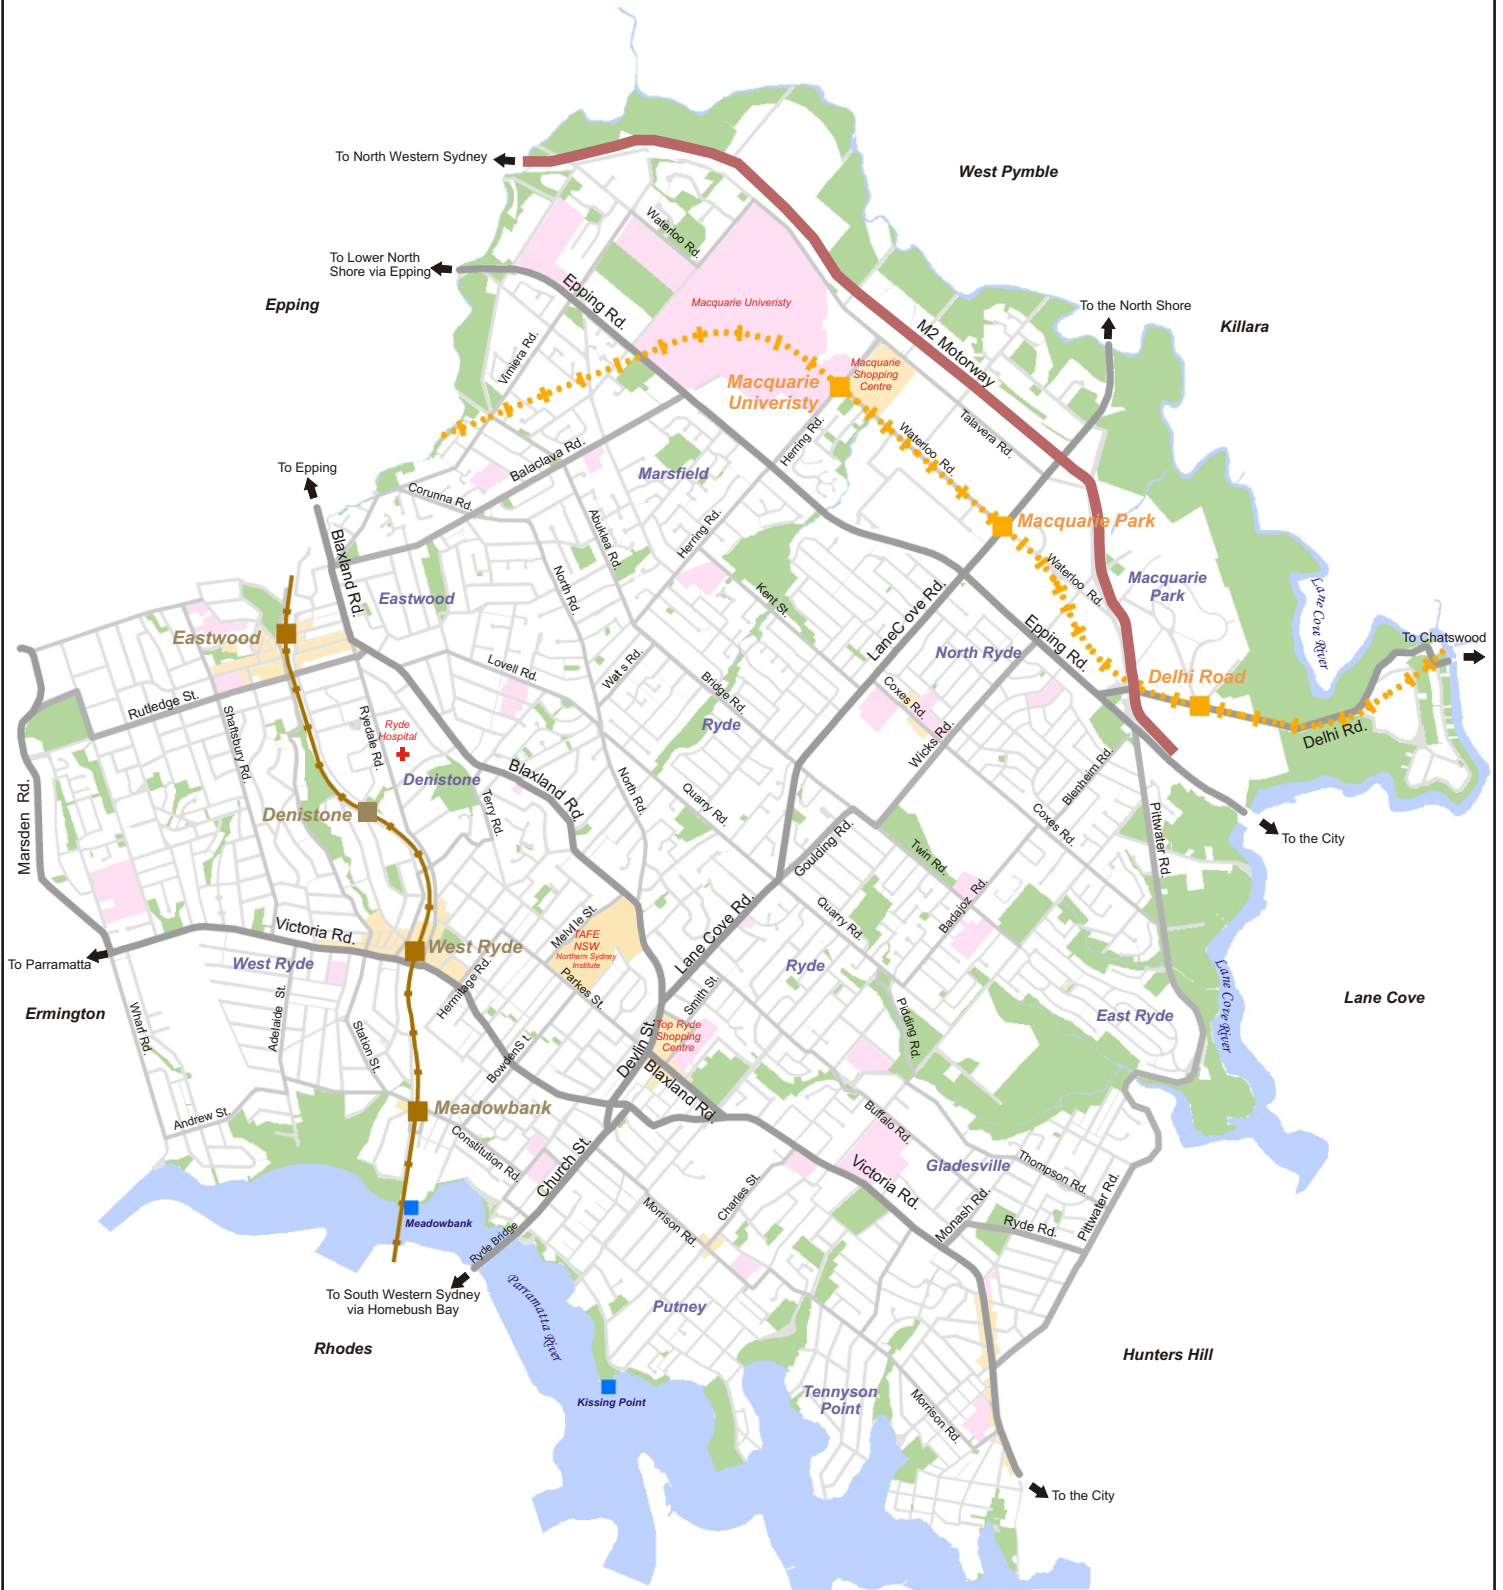 To North Western Sydney
West Pymble
Waterloo Rd.
To Lower North
Shore via Epping
Epping
Epping Rd.
Macquarie Univeristy
To the North Shore
Killara
M2 Motorway
Vimiera Rd.
Macquarie
Shopping
Centre
Macquarie
Univeristy
Talavera Rd.
Herring Rd.
Waterloo Rd.
Balaclava Rd.
Marsfield
To Epping
Corunna Rd.
Abuklea Rd.
Herring Rd.
Macquarie Park
Blaxland Rd.
North Rd.
Kent St.
Waterloo Rd.
Macquarie
Park
Lane Cove River
Eastwood
Eastwood
LaneC ove Rd.
Epping Rd.
To Chatswood
North Ryde
Lovell Rd.
Wat s Rd.
Bridge Rd.
Delhi Road
Rutledge St.
Shaftsbury Rd.
Ryedale Rd.
Ryde
Hospital
Ryde
Coxes Rd.
Wicks Rd.
Delhi Rd.
Denistone
Blaxland Rd.
North Rd.
Quarry Rd.
Blenheim Rd.
Marsden Rd.
Denistone
Terry Rd.
Coxes Rd.
Pittwater Rd.
To the City
Goulding Rd.
Twin Rd.
Victoria Rd.
Melvi lle St.
TAFE
NSW
Northern Sydney
Institute
Lane Cove Rd.
Quarry Rd.
Badajoz Rd.
To Parramatta
West Ryde
West Ryde
Hermitage Rd.
Parkes St.
Ryde
Smith St.
Lane Cove River
Lane Cove
Ermington
Wharf Rd.
Adelaide St.
Station St.
BowdenS t.
Devlin St.
Top Ryde
Shopping
Centre
Pidding Rd.
East Ryde
Blaxland Rd.
Meadowbank
Andrew St.
Constitution Rd.
Church St.
Buffalo Rd.
Victoria Rd.
Gladesville
Thompson Rd.
Charles St.
Morrison Rd.
Monash Rd.
Ryde Rd.
Pittwater Rd.
Meadowbank
Ryde Bridge
To South Western Sydney
via Homebush Bay
Parramatta River
Putney
Rhodes
Hunters Hill
Kissing Point
Tennyson
Point
Morrison Rd.
To the City